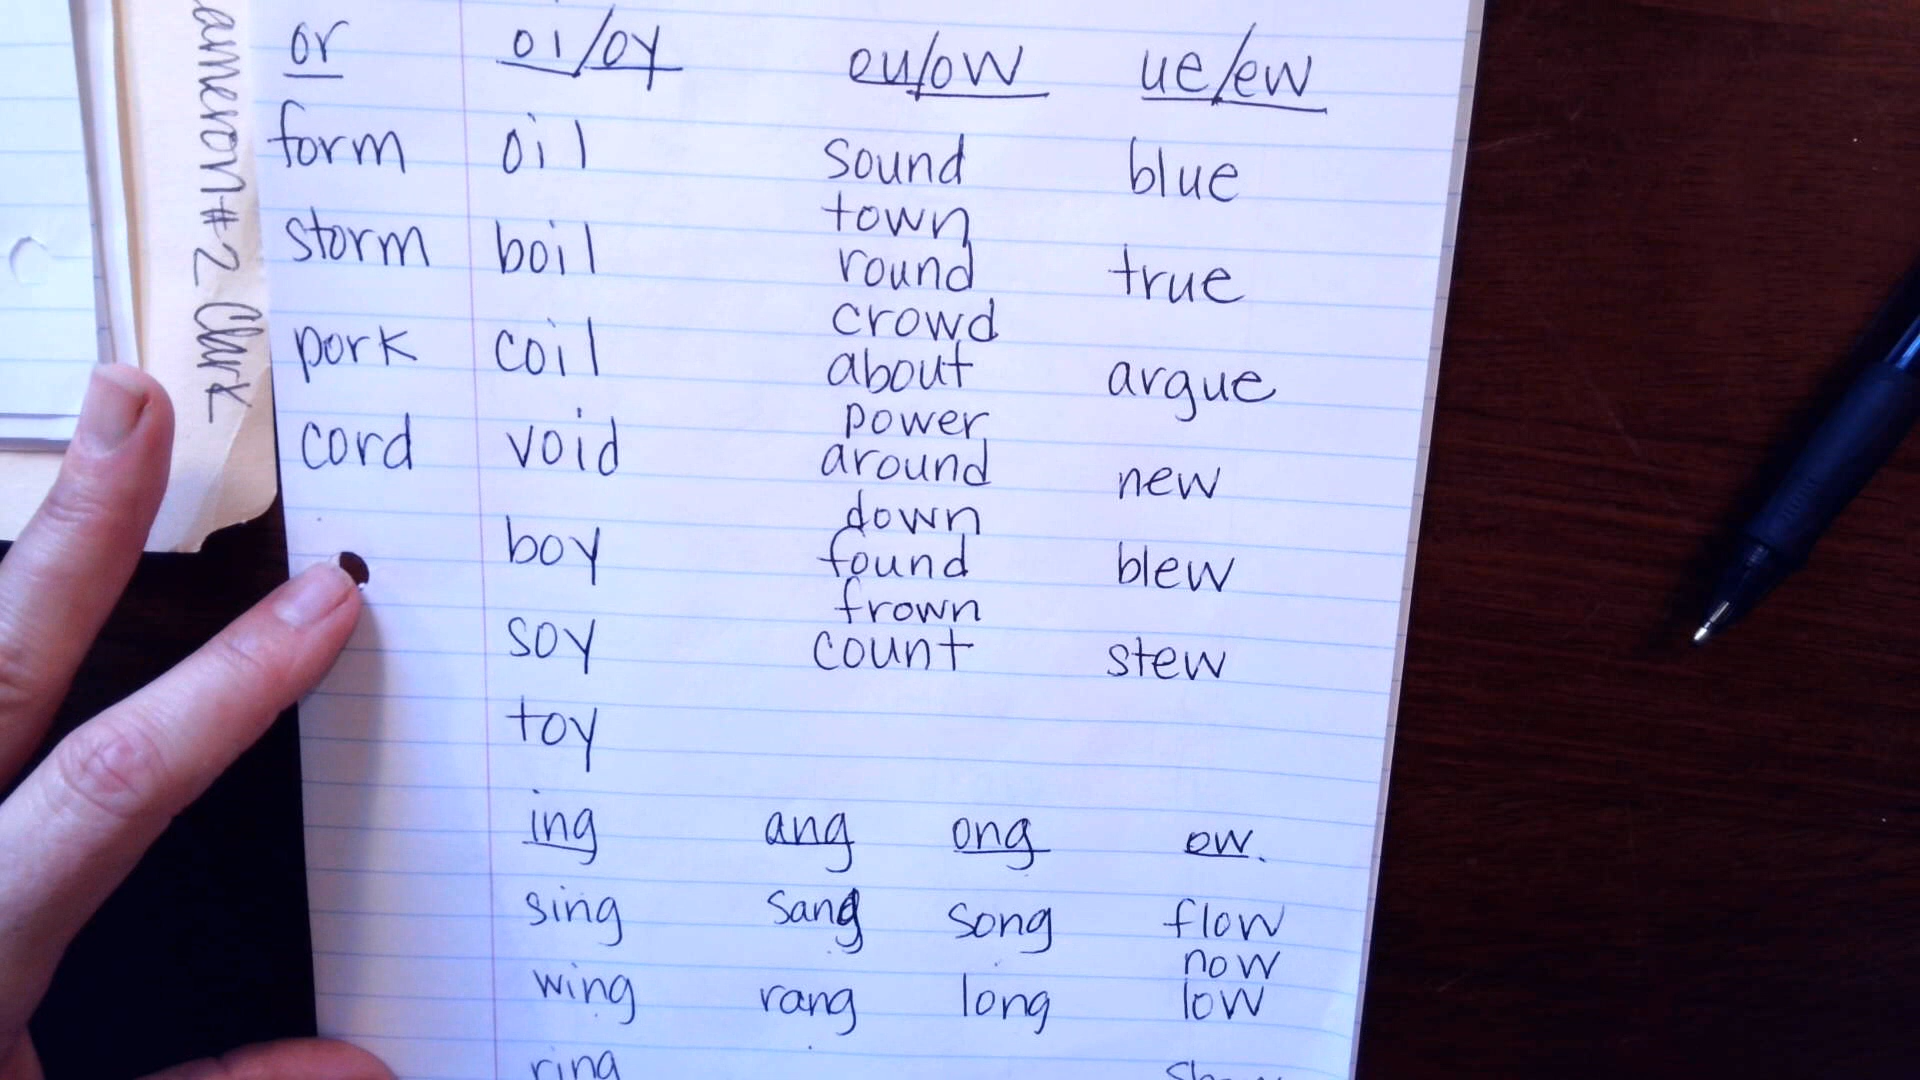 ameron #2 Clark
or oi/oy ou/ow ue/ew
form oil sound blue
town
storm boil round true
crowd
pork coil about argue
power
cord void around new
down
boy found blew
frown
soy count stew
toy
ing ang ong ow.
sing sang song flow
now
wing rang long low
ring